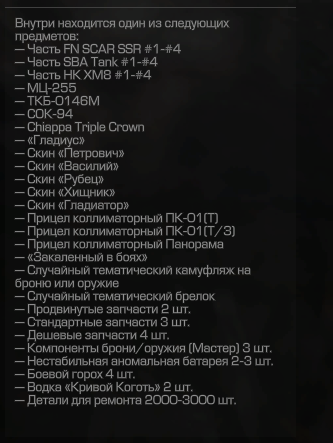 Внутри находится один из следующих
предметов:
— Часть FN SCAR SSR #1-#4
— Часть SBA Tank #1-#4
— Часть HK XM8 #1-#4
— МЦ-255
— ТКБ-0146М
— СОК-94
— Chiappa Triple Crown
— «Гладиус»
— Скин «Петрович»
— Скин «Василий»
— Скин «Рубец»
— Скин «Хищник»
— Скин «Гладиатор»
— Прицел коллиматорный ПК-01(Т)
— Прицел коллиматорный ПК-01(Т/З)
— Прицел коллиматорный Панорама
— «Закаленный в боях»
— Случайный тематический камуфляж на
броню или оружие
— Случайный тематический брелок
— Продвинутые запчасти 2 шт.
— Стандартные запчасти 3 шт.
— Дешевые запчасти 4 шт.
— Компоненты брони/оружия (Мастер) 3 шт.
— Нестабильная аномальная батарея 2-3 шт.
— Боевой горох 4 шт.
— Водка «Кривой Коготь» 2 шт.
— Детали для ремонта 2000-3000 шт.